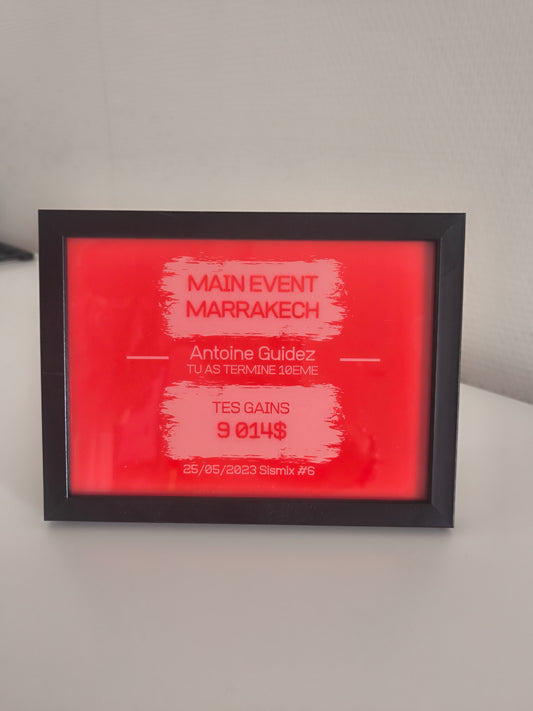 MAIN EVENT
MARRAKECH
Antoine Guidez
TU AS TERMINE 10EME
TES GAINS
9 014$
25/05/2023 Sismix #6